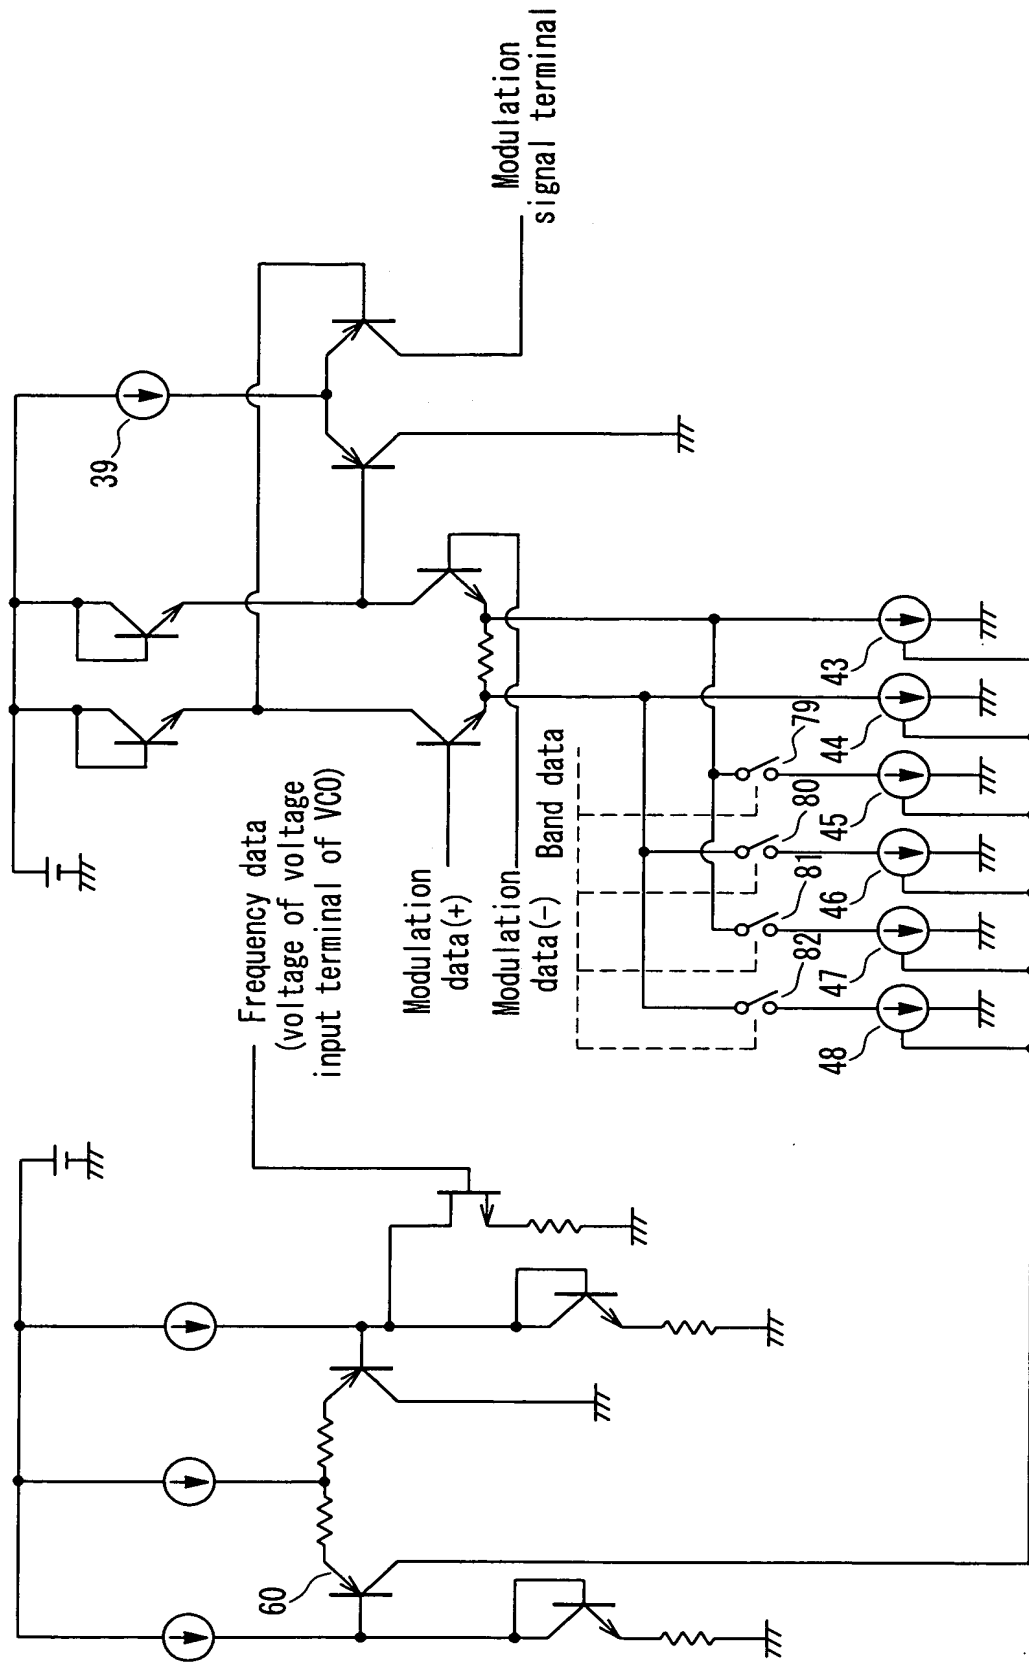 Frequency data
(voltage of voltage
input terminal of VCO)
Modulation
data(+)
Modulation
data(-)
Band data
Modulation
signal terminal
39
60
82
81
80
79
48
47
46
45
44
43